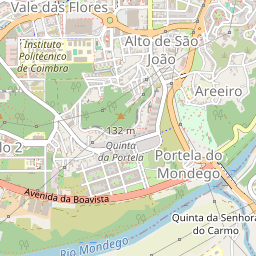 Vale das Flores
Alto de São
João
Instituto
Politécnico
de Coimbra
Areeiro
132 m
Quinta
da Portela
lo 2
Portela do
Mondego
Avenida da Boavista
Quinta da Senhora
do Carmo
Rio Mondego